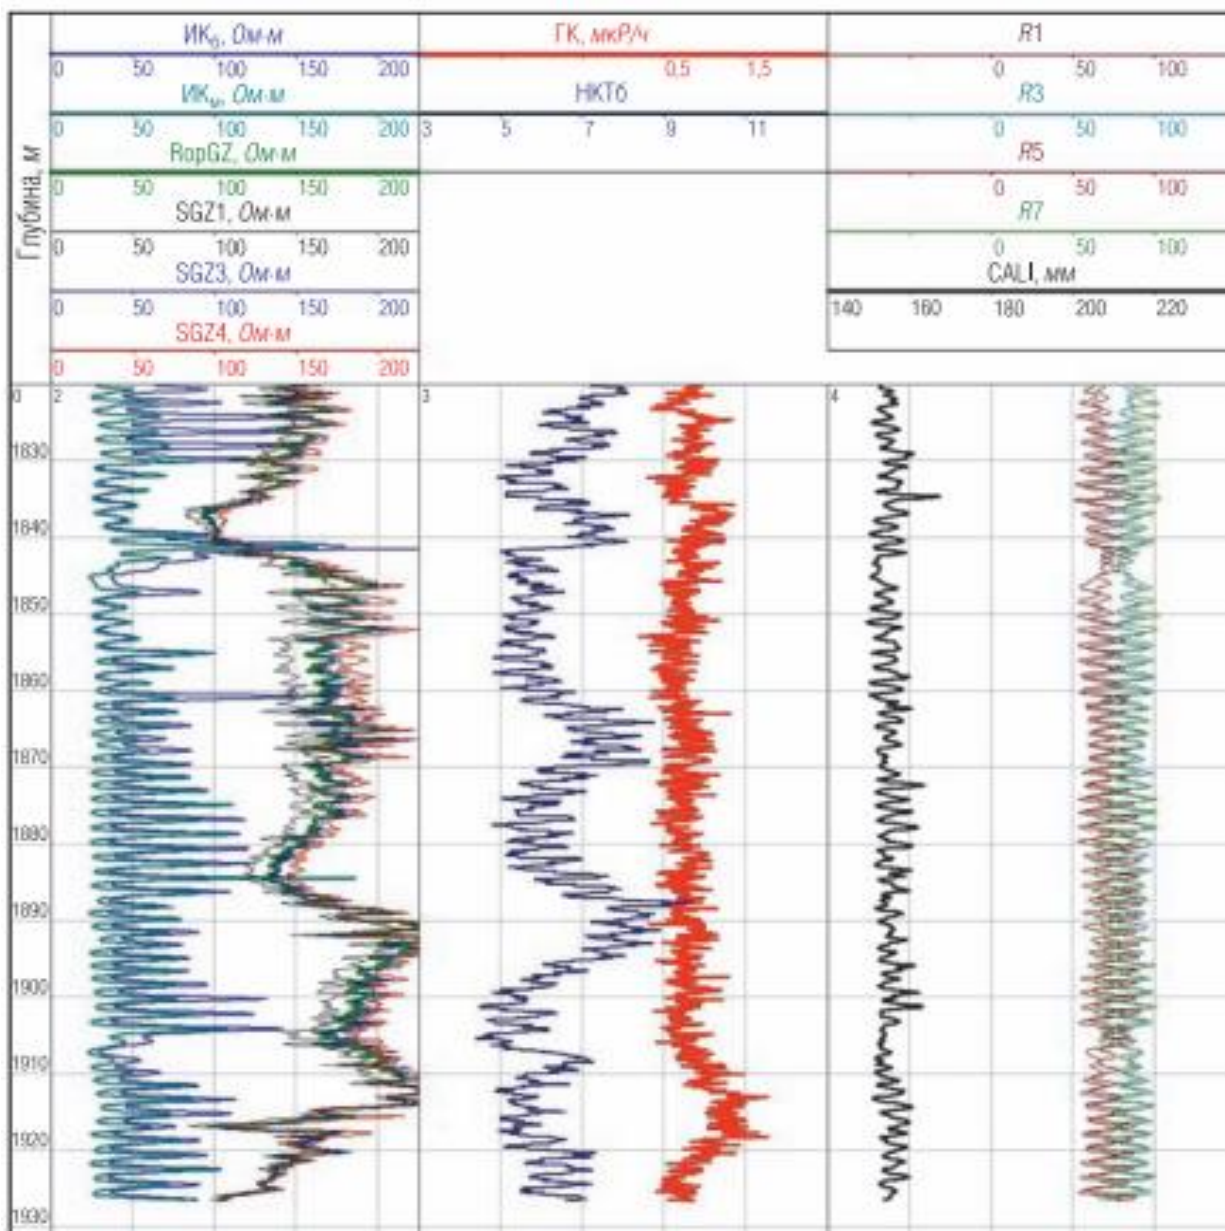 ИКб, Ом·м
0 50 100 150 200
ИКм, Ом·м
0 50 100 150 200
RopGZ, Ом·м
0 50 100 150 200
SGZ1, Ом·м
0 50 100 150 200
SGZ3, Ом·м
0 50 100 150 200
SGZ4, Ом·м
0 50 100 150 200
ГК, мкР/ч
0,5 1,5
НКТб
3 5 7 9 11
R1
0 50 100
R3
0 50 100
R5
0 50 100
R7
0 50 100
CALI, мм
140 160 180 200 220
Глубина, м
0 2 3 4
1830
1840
1850
1860
1870
1880
1890
1900
1910
1920
1930